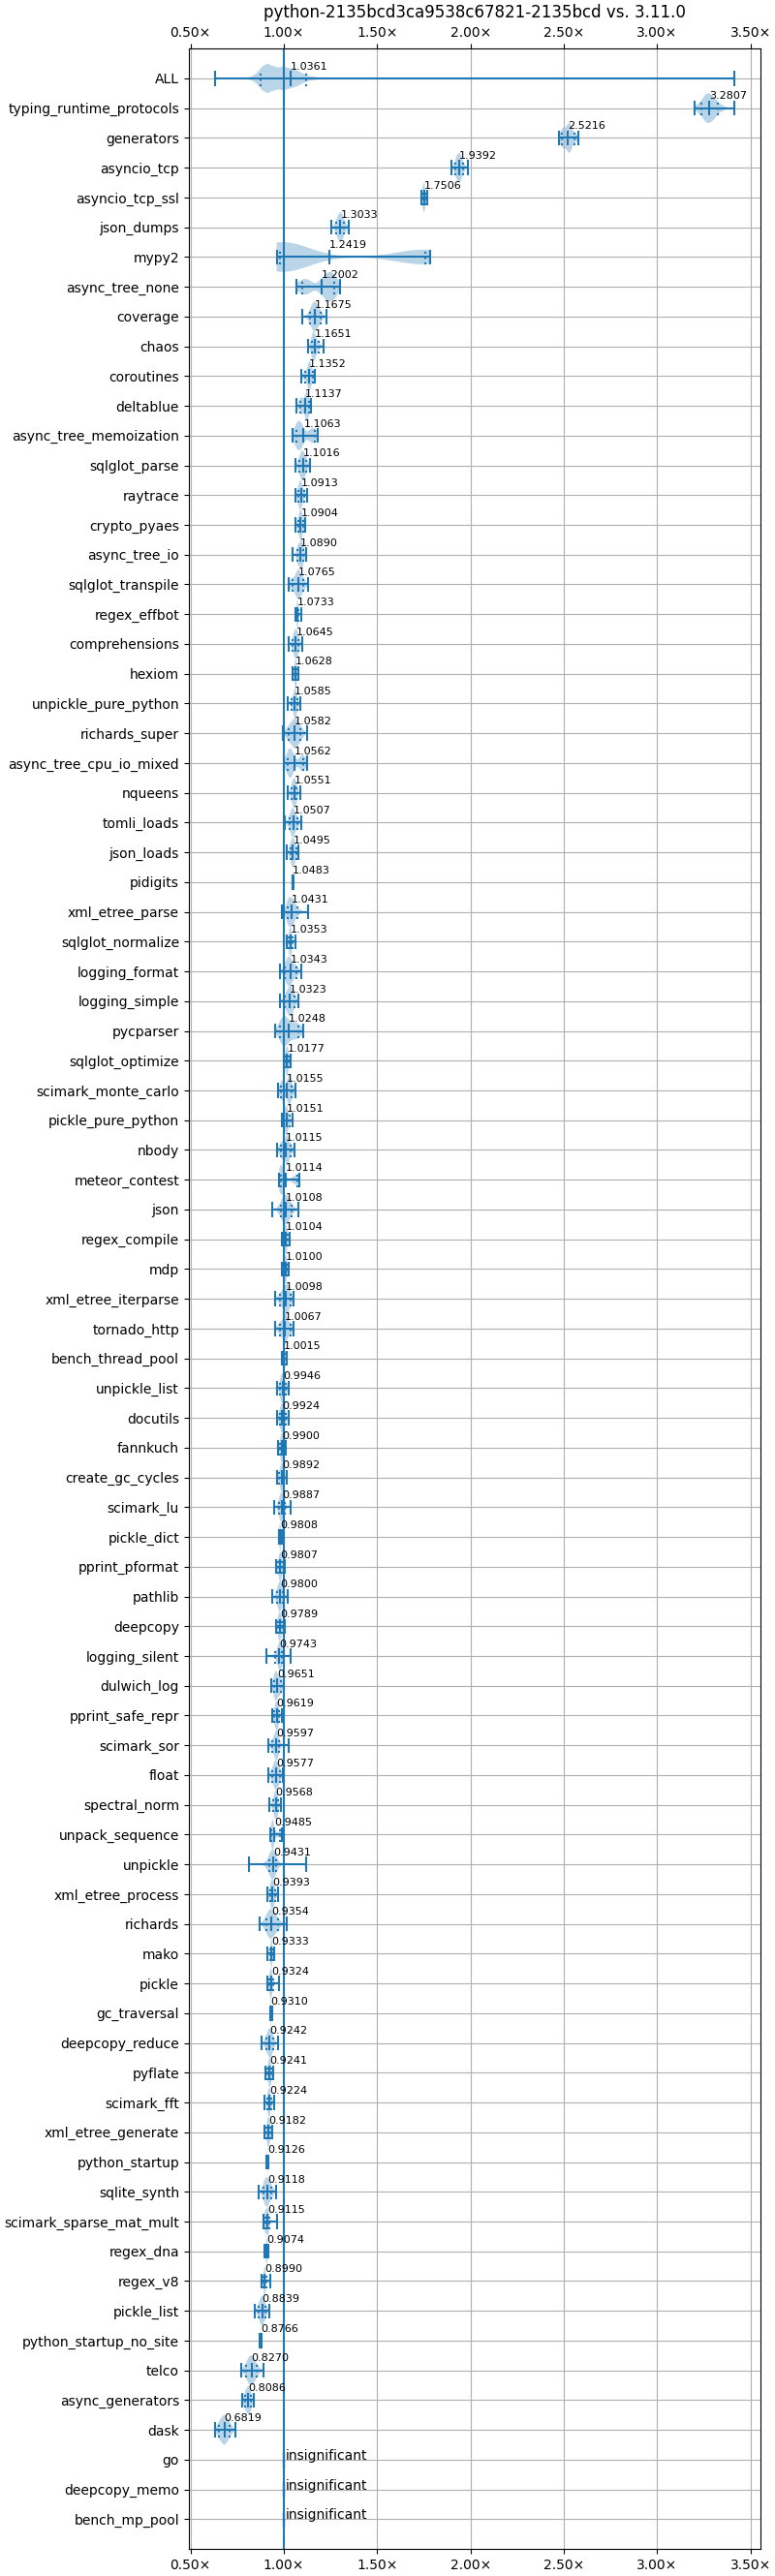 python-2135bcd3ca9538c67821-2135bcd vs. 3.11.0
0.50× 1.00× 1.50× 2.00× 2.50× 3.00× 3.50×
ALL 1.0361
typing_runtime_protocols 3.2807
generators 2.5216
asyncio_tcp 1.9392
asyncio_tcp_ssl 1.7506
json_dumps 1.3033
mypy2 1.2419
async_tree_none 1.2002
coverage 1.1675
chaos 1.1651
coroutines 1.1352
deltablue 1.1137
async_tree_memoization 1.1063
sqlglot_parse 1.1016
raytrace 1.0913
crypto_pyaes 1.0904
async_tree_io 1.0890
sqlglot_transpile 1.0765
regex_effbot 1.0733
comprehensions 1.0645
hexiom 1.0628
unpickle_pure_python 1.0585
richards_super 1.0582
async_tree_cpu_io_mixed 1.0562
nqueens 1.0551
tomli_loads 1.0507
json_loads 1.0495
pidigits 1.0483
xml_etree_parse 1.0431
sqlglot_normalize 1.0353
logging_format 1.0343
logging_simple 1.0323
pycparser 1.0248
sqlglot_optimize 1.0177
scimark_monte_carlo 1.0155
pickle_pure_python 1.0151
nbody 1.0115
meteor_contest 1.0114
json 1.0108
regex_compile 1.0104
mdp 1.0100
xml_etree_iterparse 1.0098
tornado_http 1.0067
bench_thread_pool 1.0015
unpickle_list 0.9946
docutils 0.9924
fannkuch 0.9900
create_gc_cycles 0.9892
scimark_lu 0.9887
pickle_dict 0.9808
pprint_pformat 0.9807
pathlib 0.9800
deepcopy 0.9789
logging_silent 0.9743
dulwich_log 0.9651
pprint_safe_repr 0.9619
scimark_sor 0.9597
float 0.9577
spectral_norm 0.9568
unpack_sequence 0.9485
unpickle 0.9431
xml_etree_process 0.9393
richards 0.9354
mako 0.9333
pickle 0.9324
gc_traversal 0.9310
deepcopy_reduce 0.9242
pyflate 0.9241
scimark_fft 0.9224
xml_etree_generate 0.9182
python_startup 0.9126
sqlite_synth 0.9118
scimark_sparse_mat_mult 0.9115
regex_dna 0.9074
regex_v8 0.8990
pickle_list 0.8839
python_startup_no_site 0.8766
telco 0.8270
async_generators 0.8086
dask 0.6819
go insignificant
deepcopy_memo insignificant
bench_mp_pool insignificant
0.50× 1.00× 1.50× 2.00× 2.50× 3.00× 3.50×